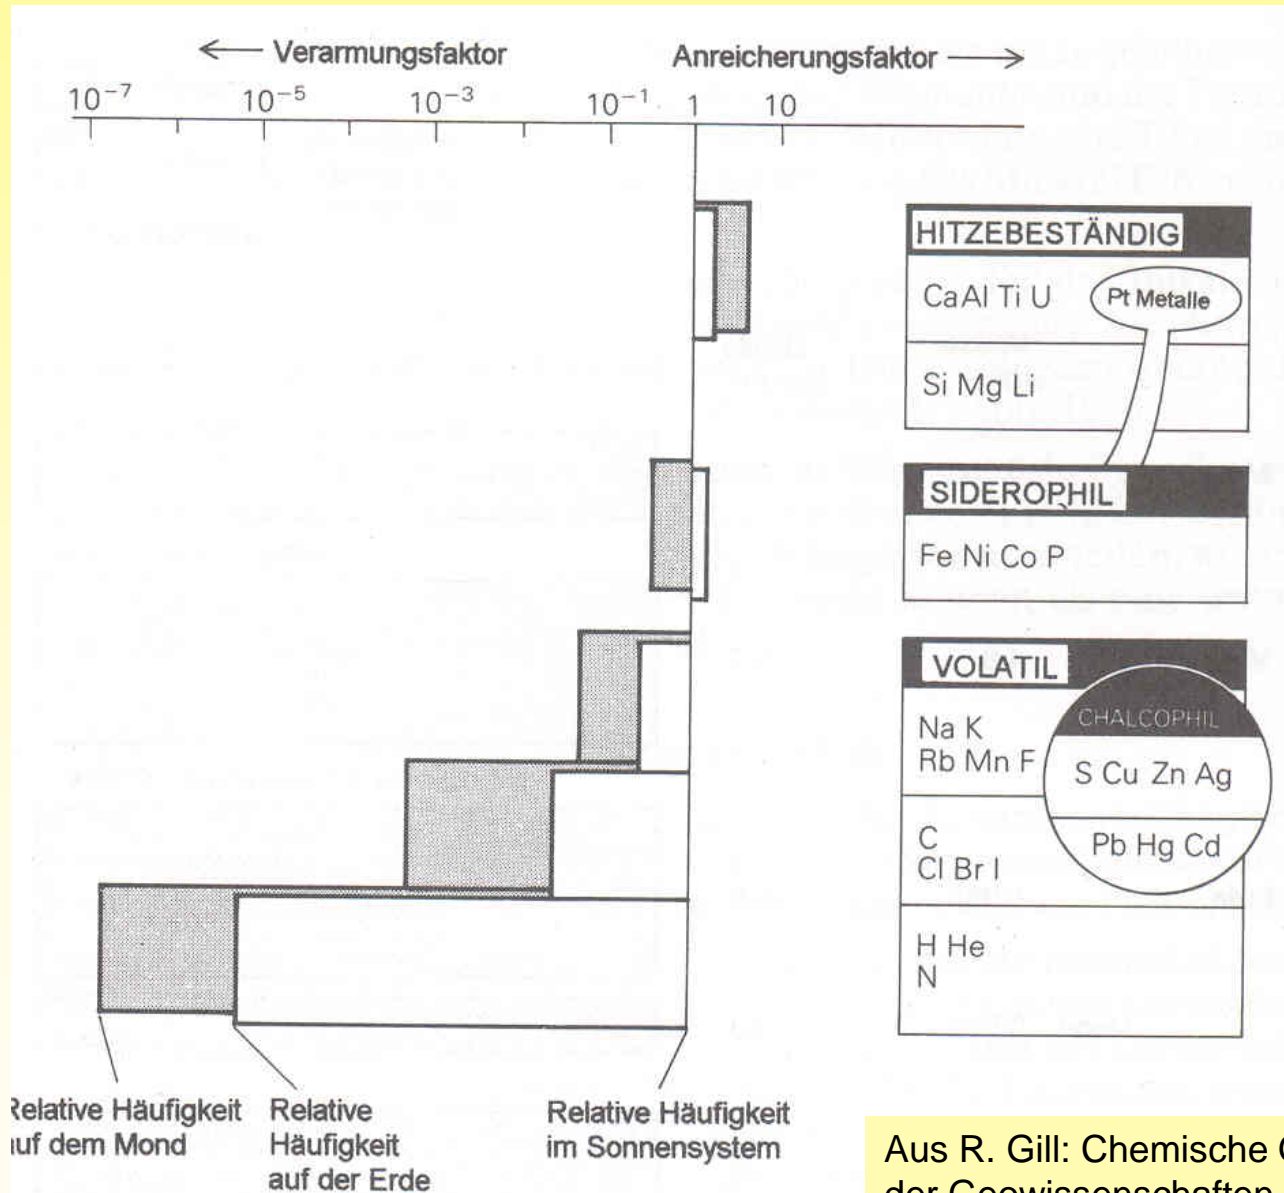 ← Verarmungsfaktor Anreicherungsfaktor →
10⁻⁷ 10⁻⁵ 10⁻³ 10⁻¹ 1 10
HITZEBESTÄNDIG
Ca Al Ti U Pt Metalle
Si Mg Li
SIDEROPHIL
Fe Ni Co P
VOLATIL
CHALCOPHIL
Na K
Rb Mn F
S Cu Zn Ag
C
Cl Br I
Pb Hg Cd
H He
N
Relative Häufigkeit
auf dem Mond
Relative
Häufigkeit
auf der Erde
Relative Häufigkeit
im Sonnensystem
Aus R. Gill: Chemische
der Geowissenschaften